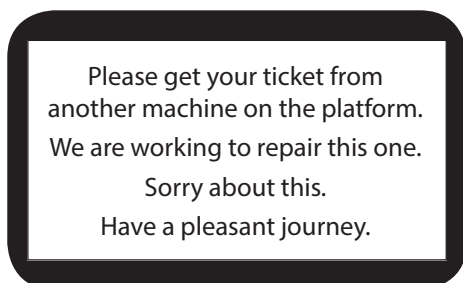 Please get your ticket from
another machine on the platform.
We are working to repair this one.
Sorry about this.
Have a pleasant journey.